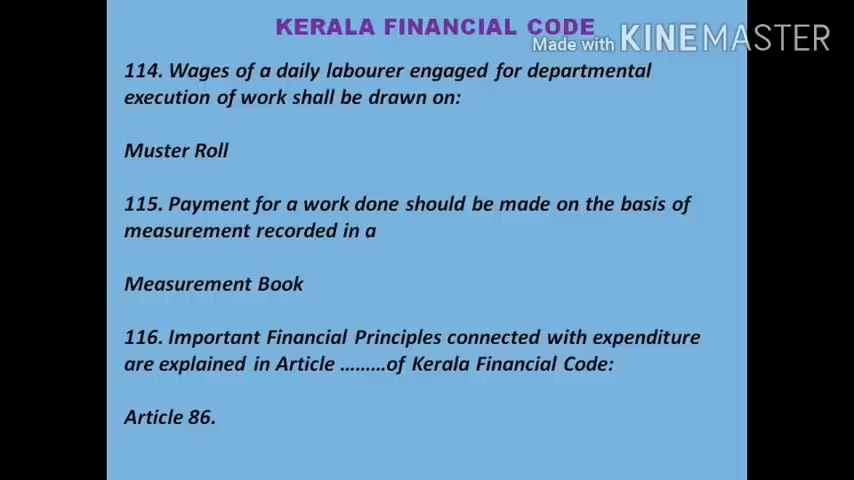 KERALA FINANCIAL CODE
Made with KINEMASTER
114. Wages of a daily labourer engaged for departmental
execution of work shall be drawn on:
Muster Roll
115. Payment for a work done should be made on the basis of
measurement recorded in a
Measurement Book
116. Important Financial Principles connected with expenditure
are explained in Article .........of Kerala Financial Code:
Article 86.